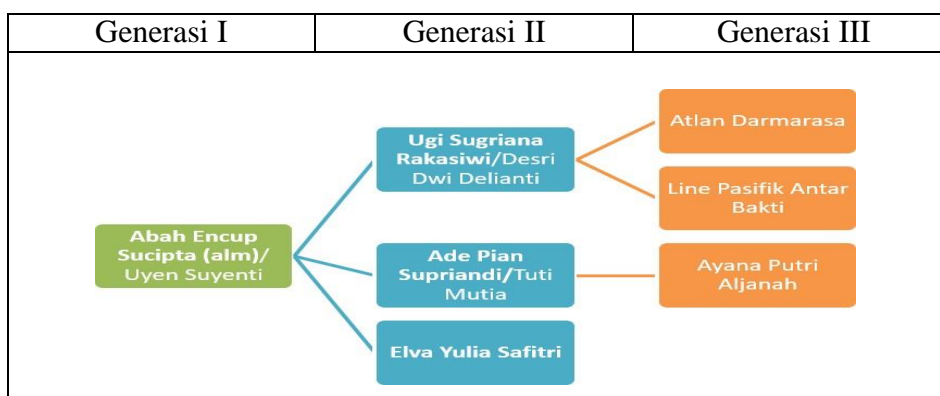 Generasi I
Generasi II
Generasi III
Abah Encup
Sucipta (alm)/
Uyen Suyenti
Ugi Sugriana
Rakasiwi/Desri
Dwi Delianti
Ade Pian
Supriandi/Tuti
Mutia
Elva Yulia Safitri
Atlan Darmarasa
Line Pasifik Antar
Bakti
Ayana Putri
Aljanah